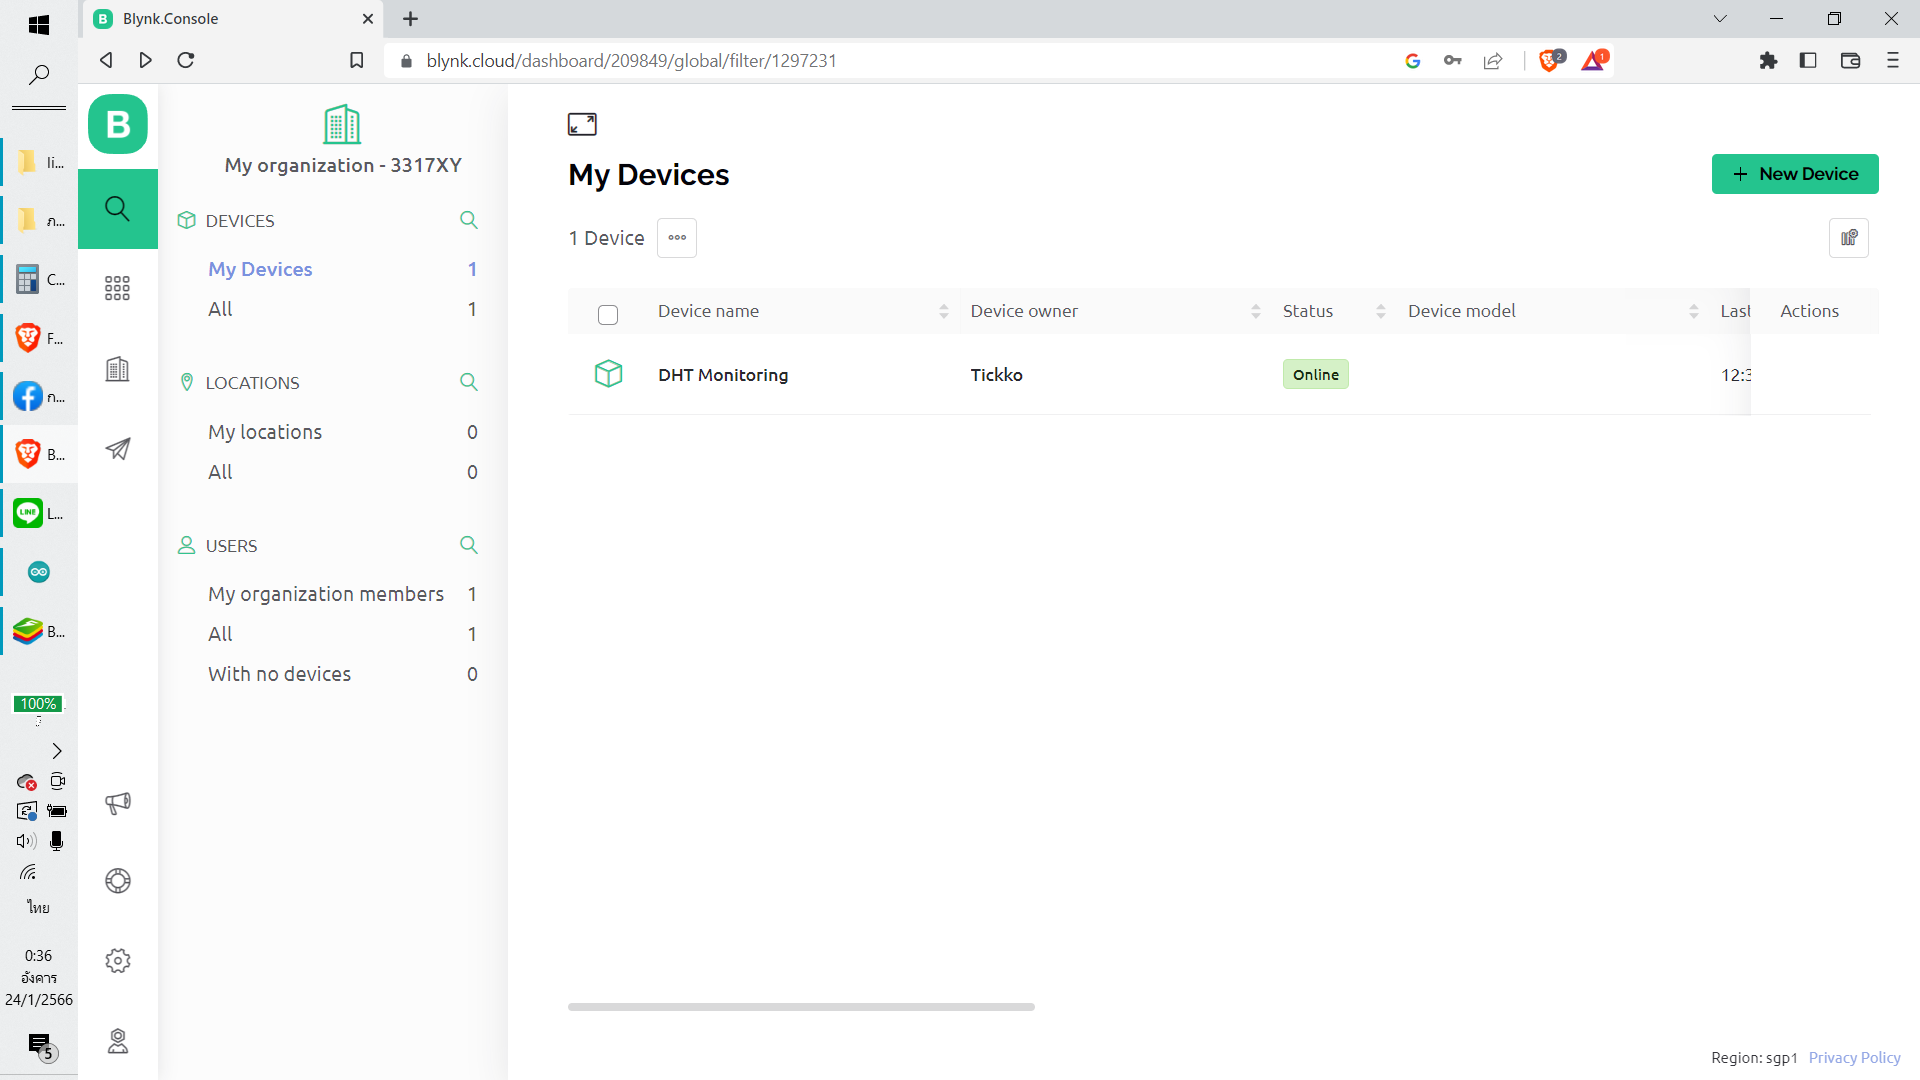 Blynk.Console
blynk.cloud/dashboard/209849/global/filter/1297231
2
1
li...
ภ...
C...
F...
ก...
B...
LINE
L...
B...
100%
ไทย
0:36
อังคาร
24/1/2566
5
B
My organization - 3317XY
DEVICES
My Devices 1
All 1
LOCATIONS
My locations 0
All 0
USERS
My organization members 1
All 1
With no devices 0
My Devices
New Device
1 Device
Device name Device owner Status Device model Last Actions
DHT Monitoring Tickko Online 12:3
Region: sgp1 Privacy Policy